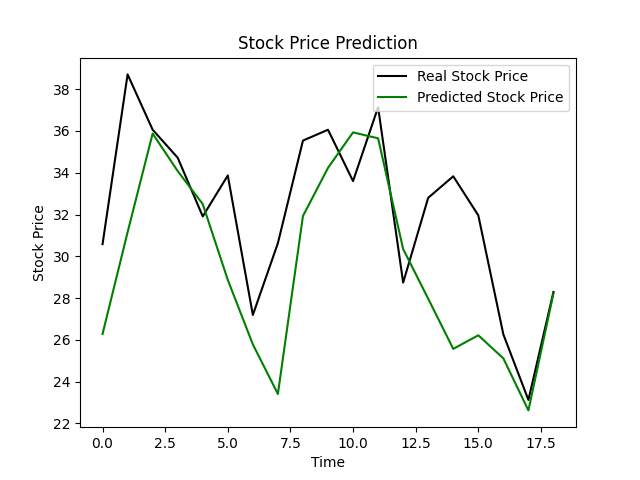 Stock Price Prediction
Real Stock Price
Predicted Stock Price
Stock Price
38
36
34
32
30
28
26
24
22
0.0 2.5 5.0 7.5 10.0 12.5 15.0 17.5
Time